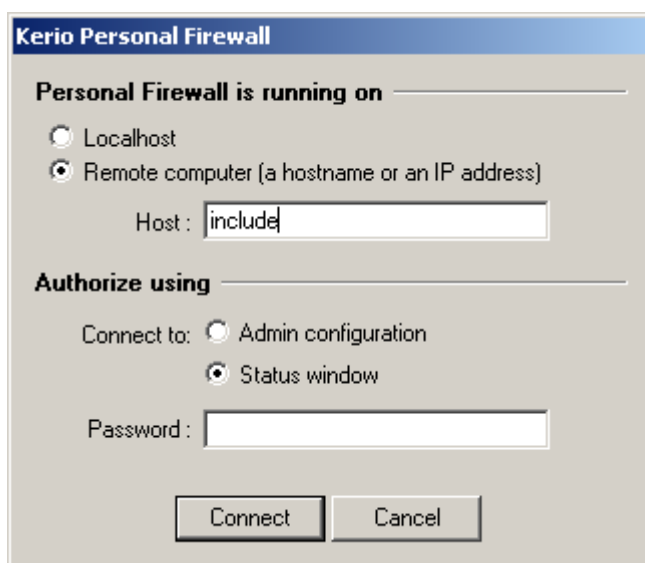 Kerio Personal Firewall
Personal Firewall is running on
Localhost
Remote computer (a hostname or an IP address)
Host : include
Authorize using
Connect to: Admin configuration
Status window
Password :
Connect Cancel